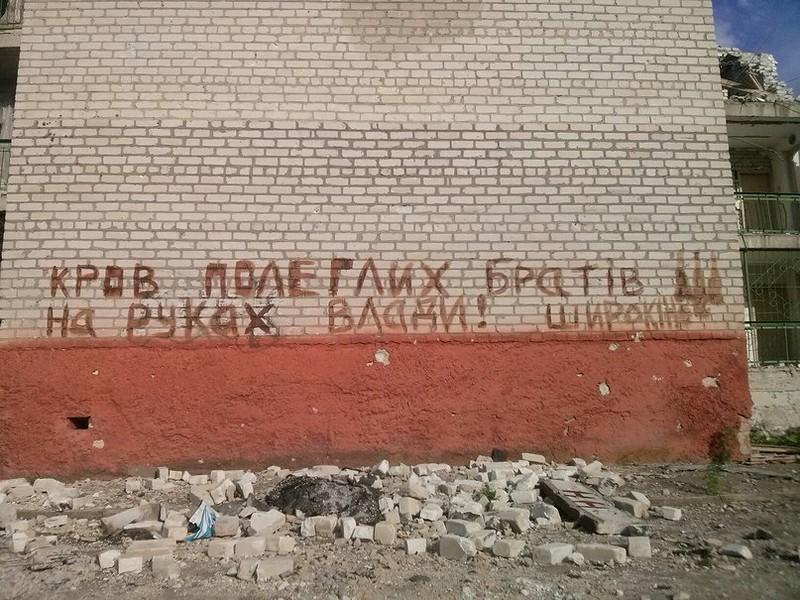 кров полеглих братів
на руках влади! широкіне